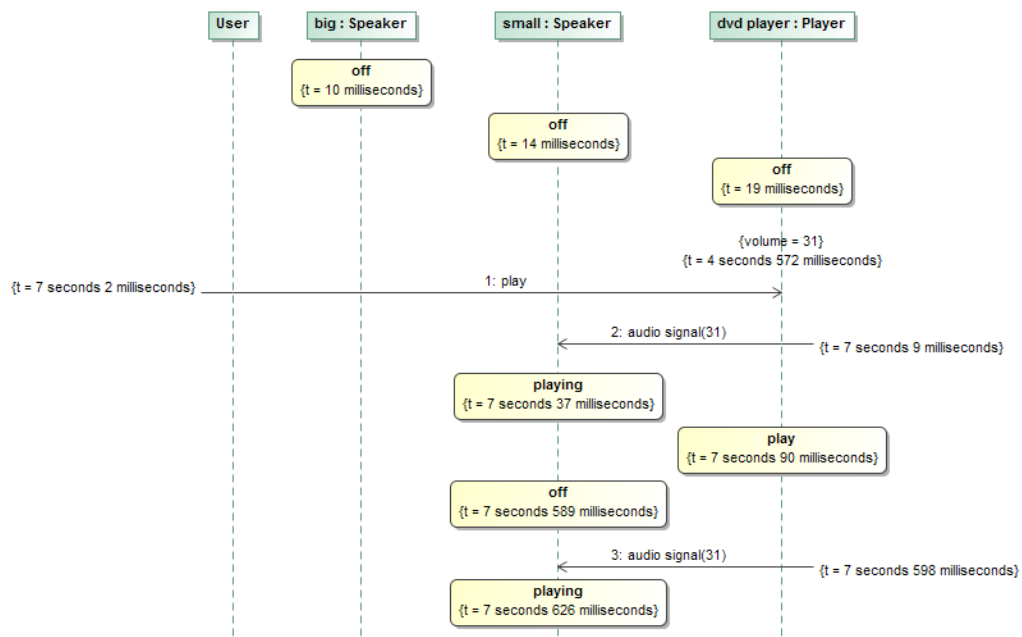 User
big : Speaker
small : Speaker
dvd player : Player
off
{t = 10 milliseconds}
off
{t = 14 milliseconds}
off
{t = 19 milliseconds}
{volume = 31}
{t = 4 seconds 572 milliseconds}
{t = 7 seconds 2 milliseconds}
1: play
2: audio signal(31)
{t = 7 seconds 9 milliseconds}
playing
{t = 7 seconds 37 milliseconds}
play
{t = 7 seconds 90 milliseconds}
off
{t = 7 seconds 589 milliseconds}
3: audio signal(31)
{t = 7 seconds 598 milliseconds}
playing
{t = 7 seconds 626 milliseconds}